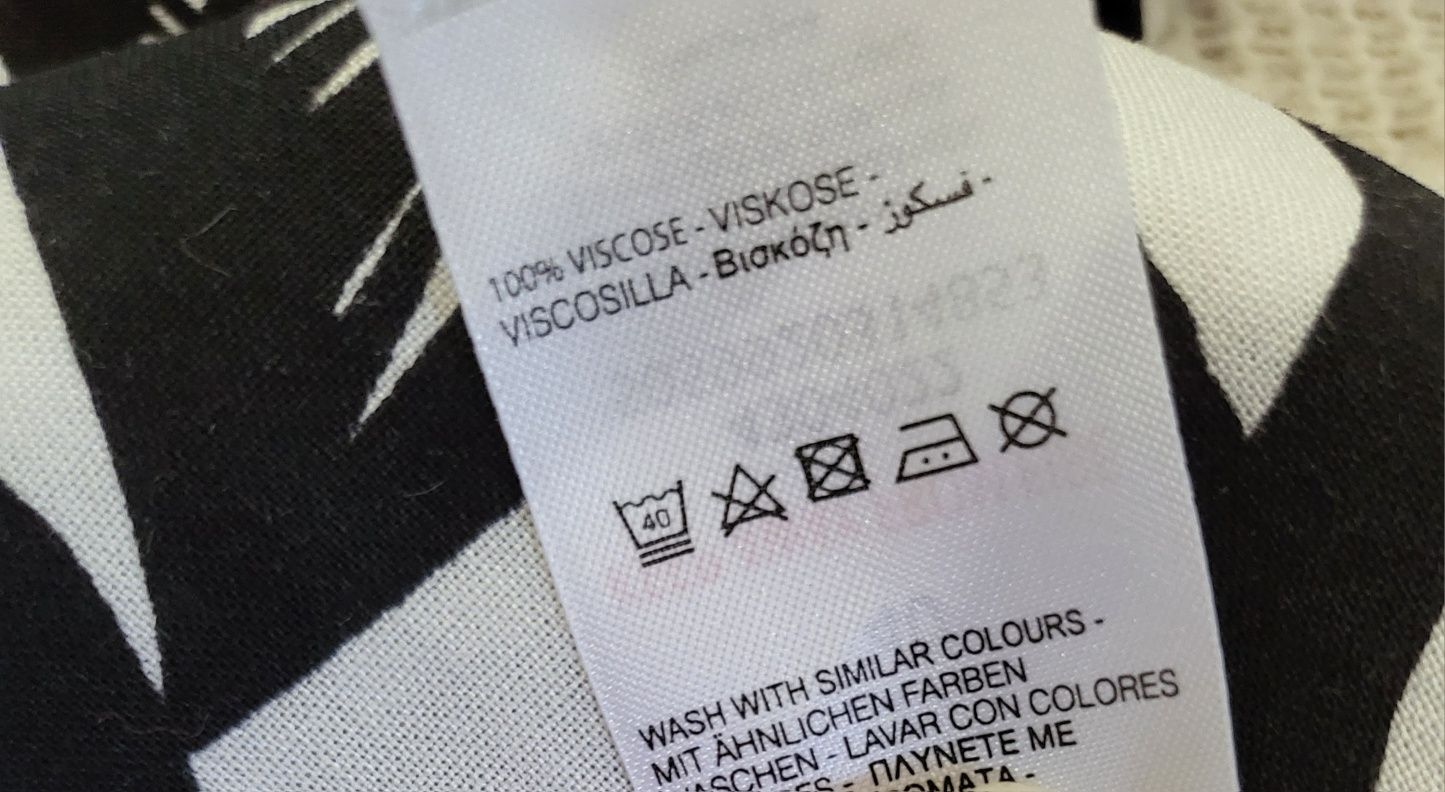 100% VISCOSE - VISKOSE -
VISCOSILLA - Βισκόζη - فسكوز -
40
WASH WITH SIMILAR COLOURS -
MIT ÄHNLICHEN FARBEN
WASCHEN - LAVAR CON COLORES
- ΠΛΥΝΕΤΕ ΜΕ